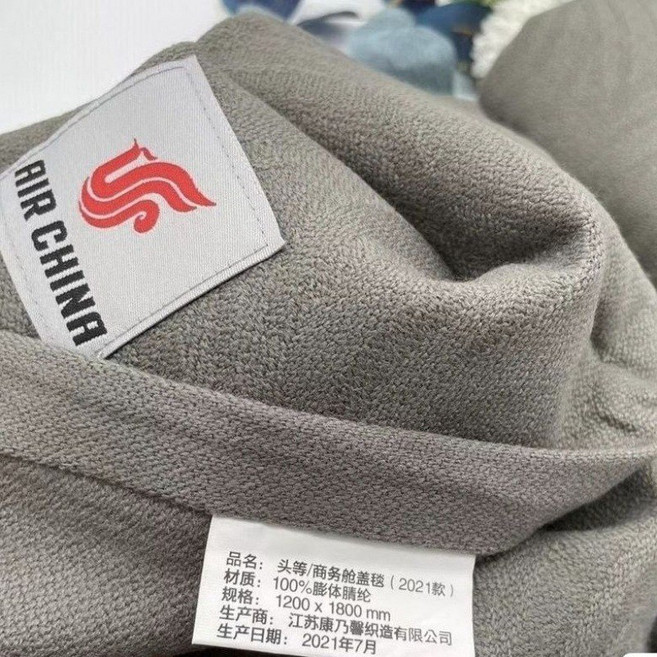 AIR CHINA
品名： 头等/商务舱盖毯（2021款）
材质： 100%膨体腈纶
规格： 1200 x 1800 mm
生产商： 江苏康乃馨织造有限公司
生产日期： 2021年7月